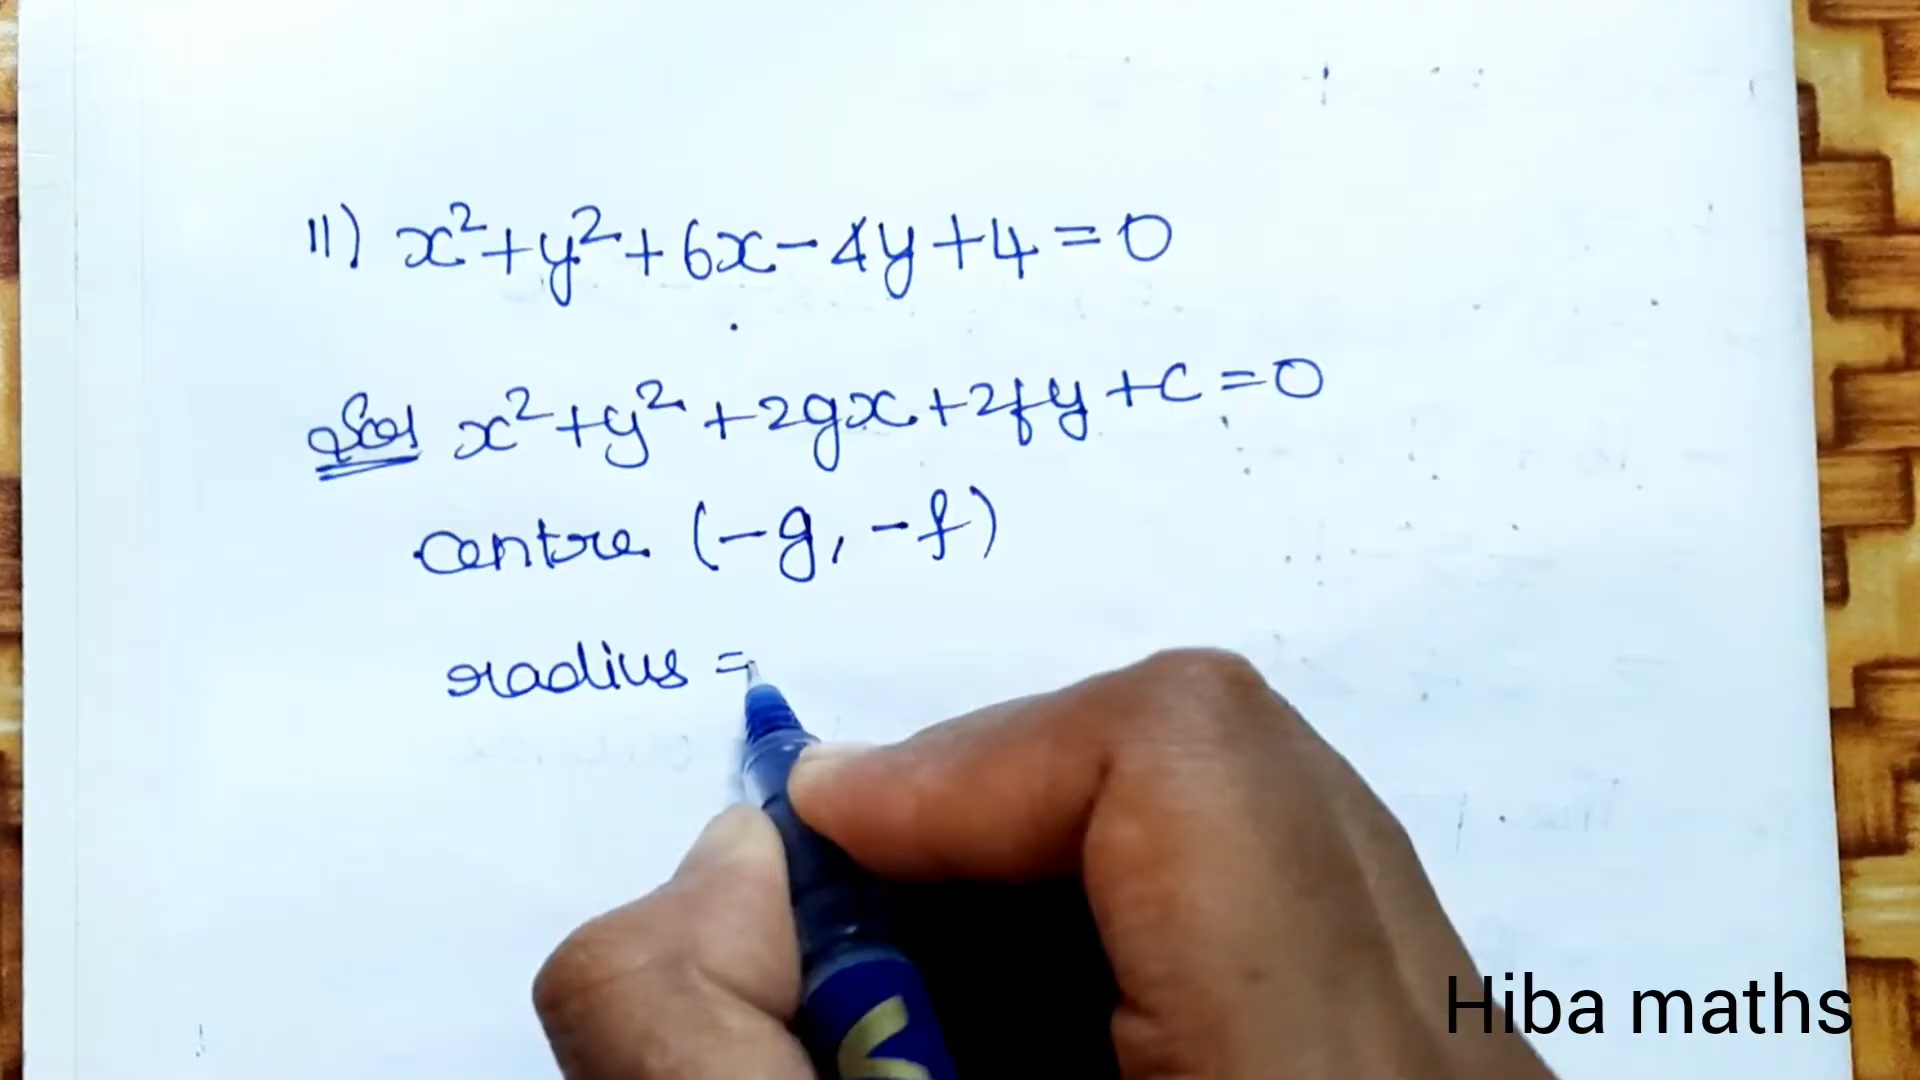 11) x²+y²+6x-4y+4=0
Sol x²+y²+2gx+2fy+c=0
centre (-g, -f)
radius =
Hiba maths